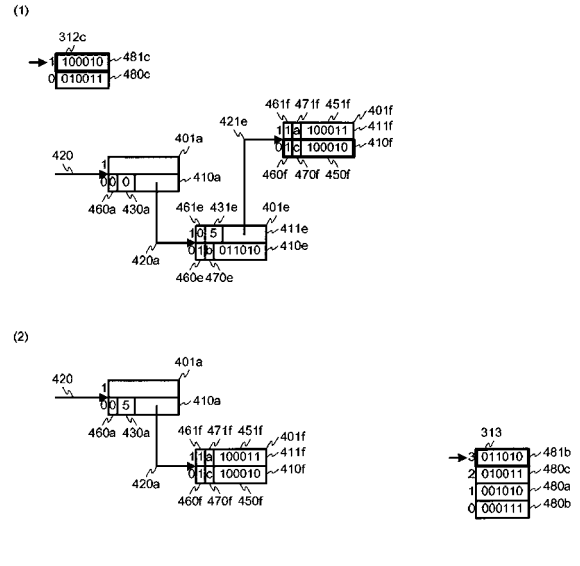 (1)
312c
1 100010 481c
0 010011 480c
461f 471f 451f
421e 401f
1 1 a 100011 411f
0 1 c 100010 410f
460f 470f 450f
401a
420 1
0 0 0 410a
460a 430a
461e 431e 401e
1 0 5 411e
0 1 b 011010 410e
420a
460e 470e
(2)
401a
420 1
0 0 5 410a
460a 430a
461f 471f 451f 401f
1 1 a 100011 411f
0 1 c 100010 410f
420a
460f 470f 450f
313
3 011010 481b
2 010011 480c
1 001010 480a
0 000111 480b